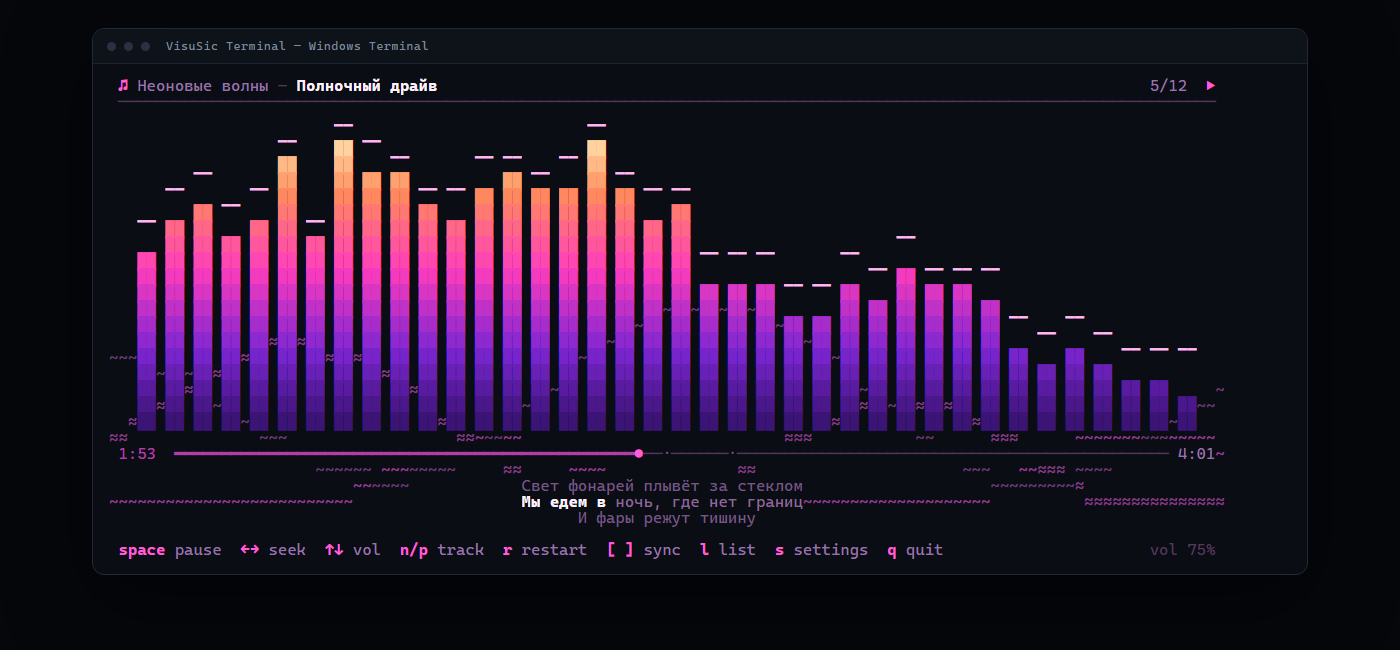 VisuSic Terminal — Windows Terminal
♫ Неоновые волны — Полночный драйв 5/12 ▶
1:53 4:01
Свет фонарей плывёт за стеклом
Мы едем в ночь, где нет границ
И фары режут тишину
space pause ↔ seek ↑↓ vol n/p track r restart [ ] sync l list s settings q quit vol 75%